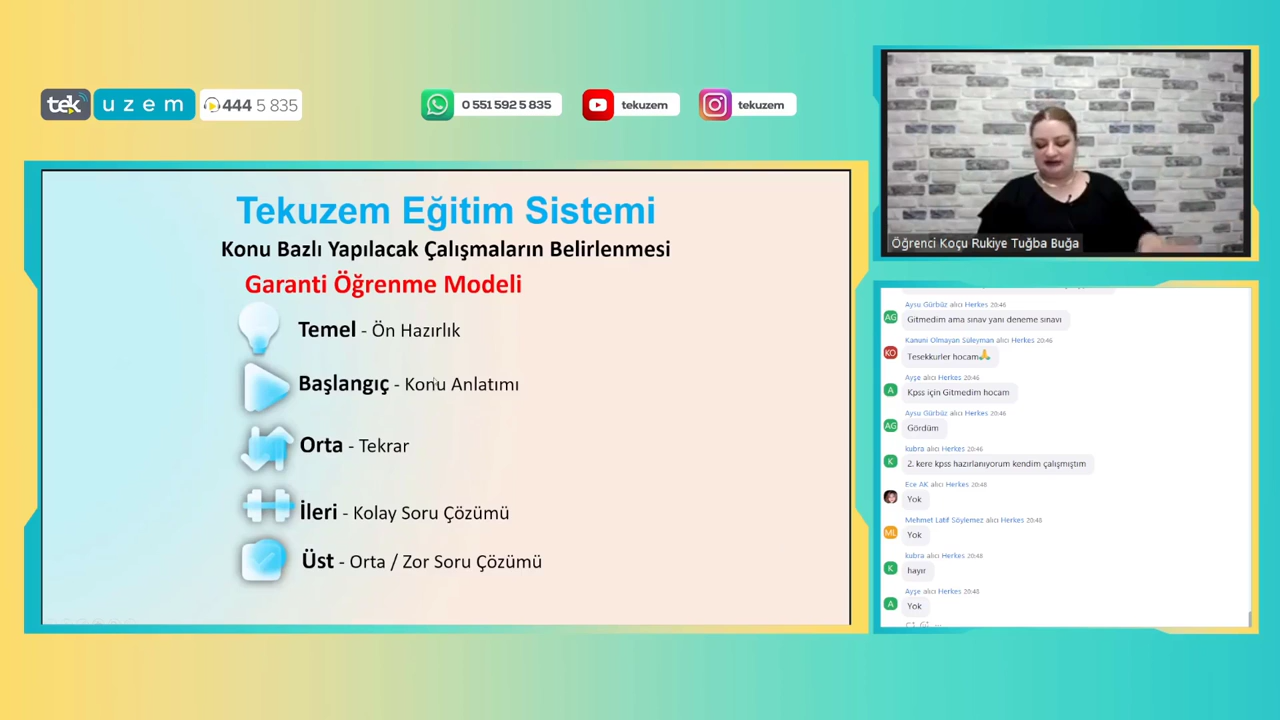 tek uzem 444 5 835
0 551 592 5 835
tekuzem
tekuzem
Tekuzem Eğitim Sistemi
Konu Bazlı Yapılacak Çalışmaların Belirlenmesi
Garanti Öğrenme Modeli
Temel - Ön Hazırlık
Başlangıç - Konu Anlatımı
Orta - Tekrar
İleri - Kolay Soru Çözümü
Üst - Orta / Zor Soru Çözümü
Öğrenci Koçu Rukiye Tuğba Buğa
Aysu Gürbüz alıcı Herkes 20:46
AG
Gitmedim ama sınav yanı deneme sınavı
Kanuni Olmayan Süleyman alıcı Herkes 20:46
KO
Tesekkurler hocam🙏
Ayşe alıcı Herkes 20:46
A
Kpss için Gitmedim hocam
Aysu Gürbüz alıcı Herkes 20:46
AG
Gördüm
kubra alıcı Herkes 20:46
K
2. kere kpss hazırlanıyorum kendim çalışmıştım
Ece AK alıcı Herkes 20:48
Yok
Mehmet Latif Söylemez alıcı Herkes 20:48
ML
Yok
kubra alıcı Herkes 20:48
K
hayır
Ayşe alıcı Herkes 20:48
A
Yok